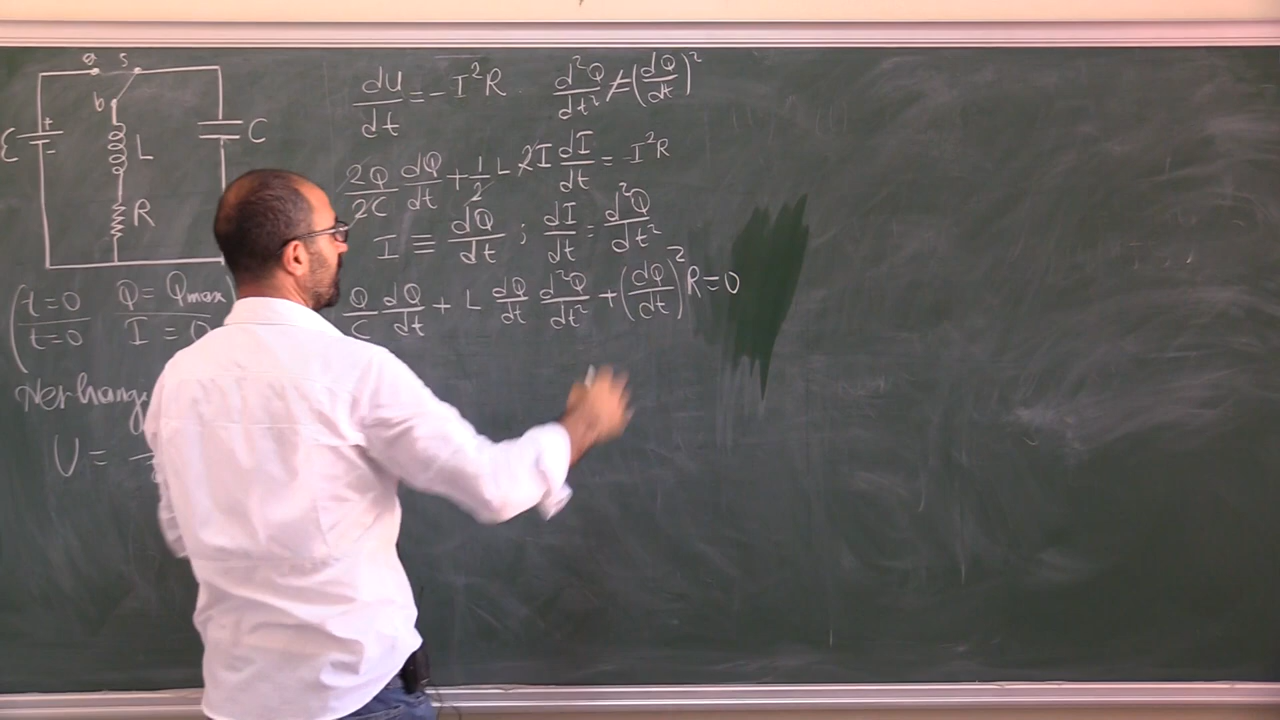 a S
b
ε + - L C
R
t=0 Q=Qmax
t=0 I=0
U =
dU/dt = -I²R
d²Q/dt² ≠ (dQ/dt)²
2Q/2C dQ/dt + 1/2 L 2I dI/dt = -I²R
I ≡ dQ/dt ; dI/dt = d²Q/dt²
Q/C dQ/dt + L dQ/dt d²Q/dt² + (dQ/dt)² R = 0